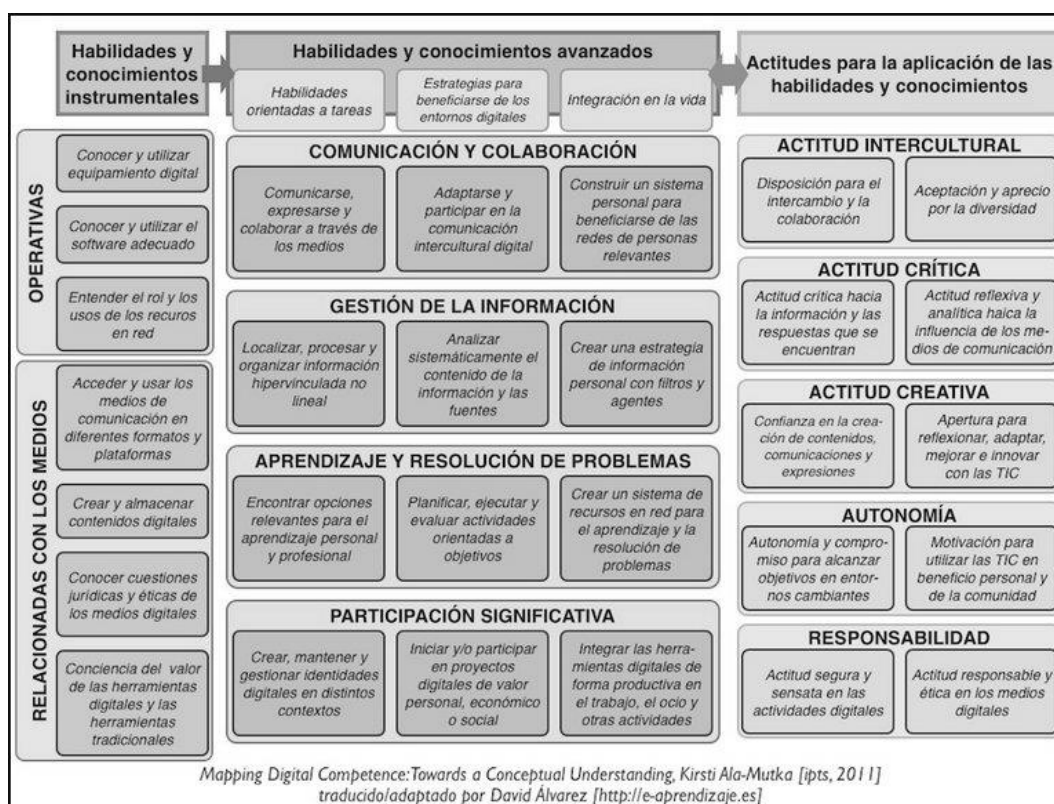 Habilidades y
conocimientos
instrumentales
Habilidades y conocimientos avanzados
Habilidades
orientadas a tareas
Estrategias para
beneficiarse de los
entornos digitales
Integración en la vida
Actitudes para la aplicación de las
habilidades y conocimientos
OPERATIVAS
Conocer y utilizar
equipamiento digital
Conocer y utilizar el
software adecuado
Entender el rol y los
usos de los recuros
en red
RELACIONADAS CON LOS MEDIOS
Acceder y usar los
medios de
comunicación en
diferentes formatos y
plataformas
Crear y almacenar
contenidos digitales
Conocer cuestiones
jurídicas y éticas de
los medios digitales
Conciencia del valor
de las herramientas
digitales y las
herramientas
tradicionales
COMUNICACIÓN Y COLABORACIÓN
Comunicarse,
expresarse y
colaborar a través de
los medios
Adaptarse y
participar en la
comunicación
intercultural digital
Construir un sistema
personal para
beneficiarse de las
redes de personas
relevantes
GESTIÓN DE LA INFORMACIÓN
Localizar, procesar y
organizar información
hipervinculada no
lineal
Analizar
sistemáticamente el
contenido de la
información y las
fuentes
Crear una estrategia
de información
personal con filtros y
agentes
APRENDIZAJE Y RESOLUCIÓN DE PROBLEMAS
Encontrar opciones
relevantes para el
aprendizaje personal
y profesional
Planificar, ejecutar y
evaluar actividades
orientadas a
objetivos
Crear un sistema de
recursos en red para
el aprendizaje y la
resolución de
problemas
PARTICIPACIÓN SIGNIFICATIVA
Crear, mantener y
gestionar identidades
digitales en distintos
contextos
Iniciar y/o participar
en proyectos
digitales de valor
personal, económico
o social
Integrar las herra-
mientas digitales de
forma productiva en
el trabajo, el ocio y
otras actividades
ACTITUD INTERCULTURAL
Disposición para el
intercambio y la
colaboración
Aceptación y aprecio
por la diversidad
ACTITUD CRÍTICA
Actitud crítica hacia
la información y las
respuestas que se
encuentran
Actitud reflexiva y
analítica haica la
influencia de los me-
dios de comunicación
ACTITUD CREATIVA
Confianza en la crea-
ción de contenidos,
comunicaciones y
expresiones
Apertura para
reflexionar, adaptar,
mejorar e innovar
con las TIC
AUTONOMÍA
Autonomía y compro-
miso para alcanzar
objetivos en entor-
nos cambiantes
Motivación para
utilizar las TIC en
beneficio personal y
de la comunidad
RESPONSABILIDAD
Actitud segura y
sensata en las
actividades digitales
Actitud responsable y
ética en los medios
digitales
Mapping Digital Competence:Towards a Conceptual Understanding, Kirsti Ala-Mutka [ipts, 2011]
traducido/adaptado por David Álvarez [http://e-aprendizaje.es]